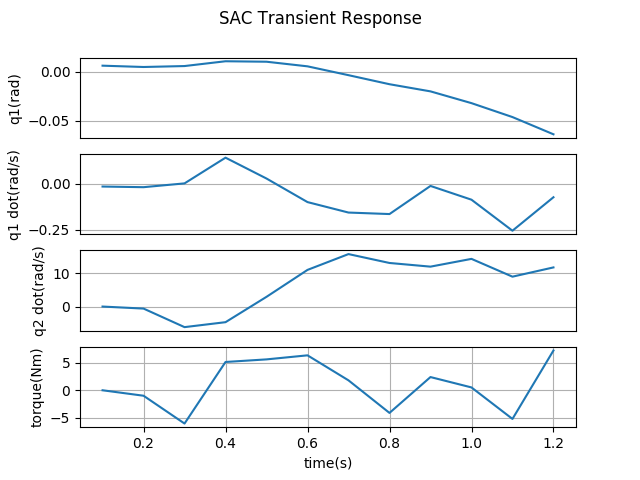 SAC Transient Response
q1(rad)
0.00
−0.05
q1 dot(rad/s)
0.00
−0.25
q2 dot(rad/s)
10
0
torque(Nm)
5
0
−5
0.2 0.4 0.6 0.8 1.0 1.2
time(s)